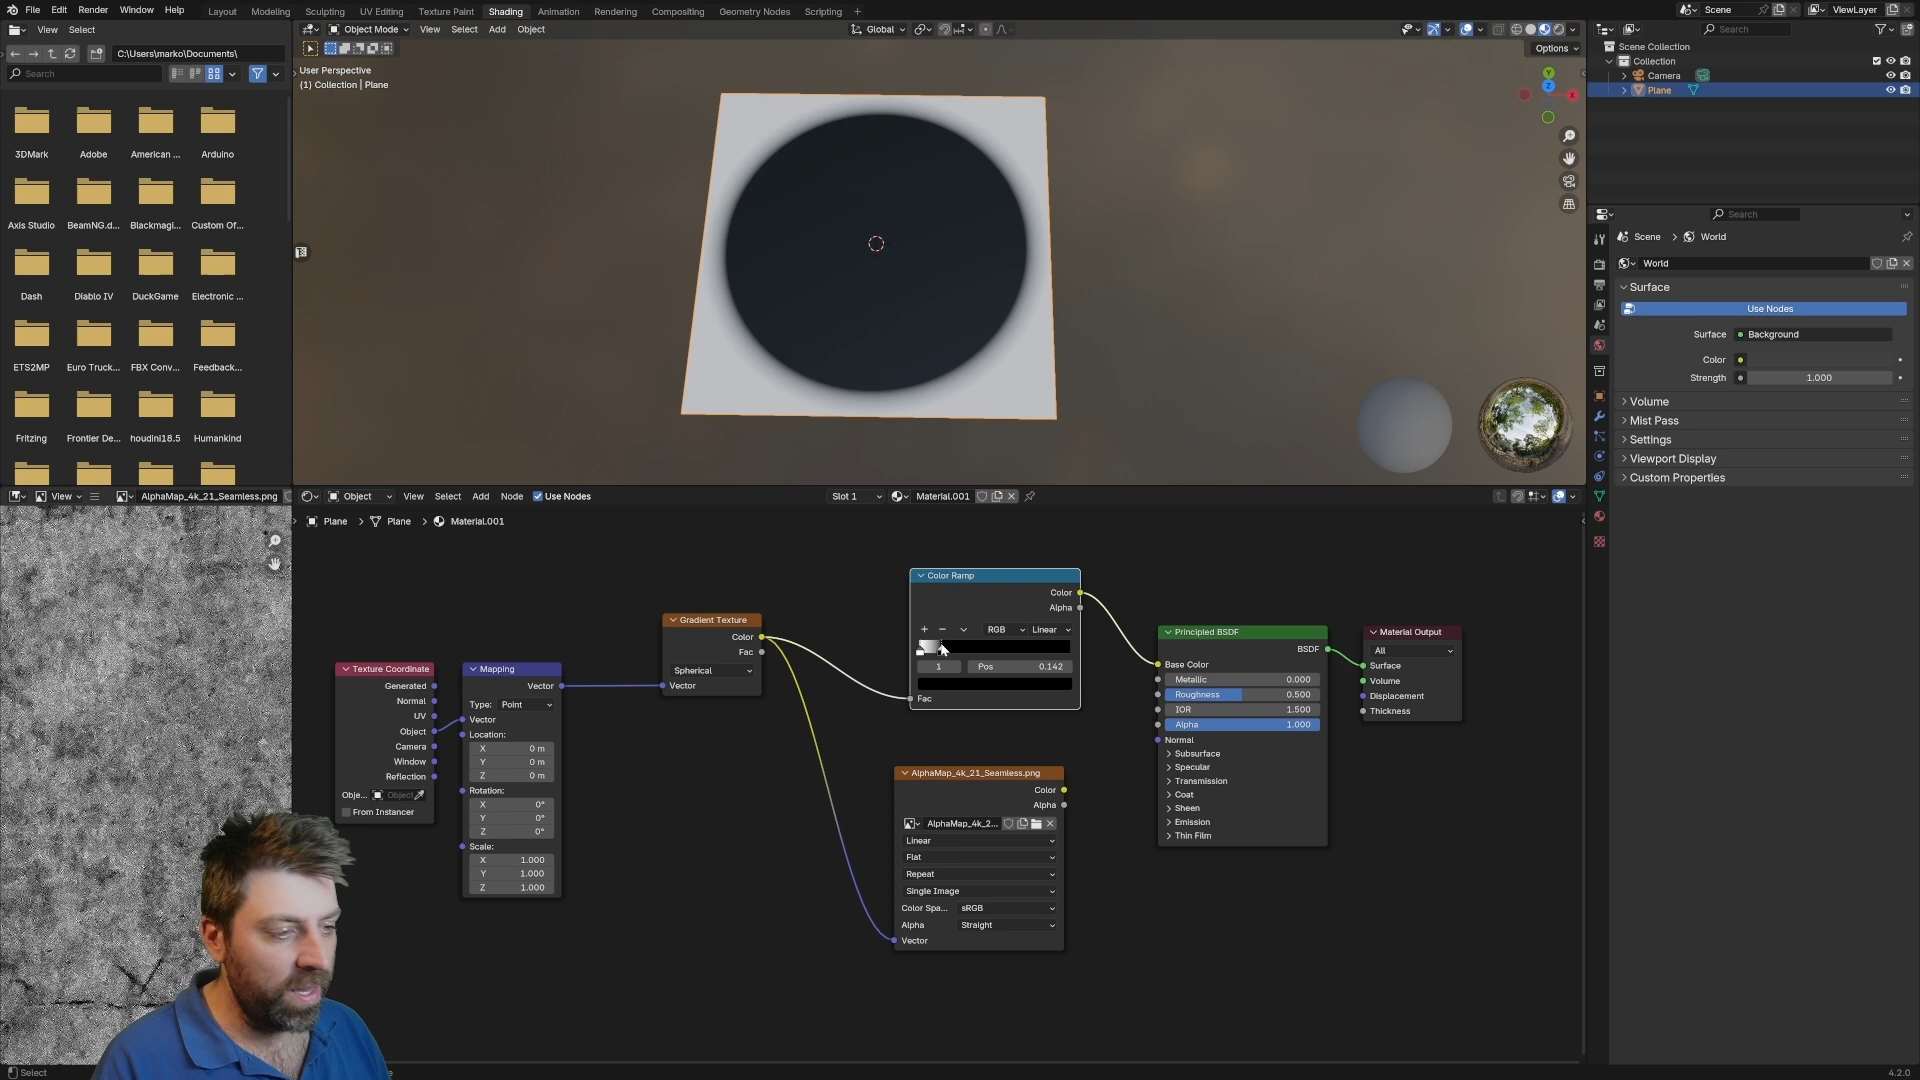 File Edit Render Window Help Layout Modeling Sculpting UV Editing Texture Paint Shading Animation Rendering Compositing Geometry Nodes Scripting + Scene ViewLayer
View Select
Object Mode View Select Add Object Global
Search
C:\Users\marko\Documents\
Search
Options
3DMark Adobe American ... Arduino
Axis Studio BeamNG.d... Blackmagi... Custom Of...
Dash Diablo IV DuckGame Electronic ...
ETS2MP Euro Truck... FBX Conv... Feedback...
Fritzing Frontier De... houdini18.5 Humankind
User Perspective
(1) Collection | Plane
Y
Z
X
Scene Collection
Collection
Camera
Plane
Search
Scene > World
World
Surface
Use Nodes
Surface Background
Color
Strength 1.000
Volume
Mist Pass
Settings
Viewport Display
Custom Properties
View AlphaMap_4k_21_Seamless.png
Object View Select Add Node Use Nodes Slot 1 Material.001
Plane > Plane > Material.001
Texture Coordinate
Generated
Normal
UV
Object
Camera
Window
Reflection
Obje... Object
From Instancer
Mapping
Vector
Type: Point
Vector
Location:
X 0 m
Y 0 m
Z 0 m
Rotation:
X 0°
Y 0°
Z 0°
Scale:
X 1.000
Y 1.000
Z 1.000
Gradient Texture
Color
Fac
Spherical
Vector
Color Ramp
Color
Alpha
+ − RGB Linear
1 Pos 0.142
Fac
AlphaMap_4k_21_Seamless.png
Color
Alpha
AlphaMap_4k_2...
Linear
Flat
Repeat
Single Image
Color Spa... sRGB
Alpha Straight
Vector
Principled BSDF
BSDF
Base Color
Metallic 0.000
Roughness 0.500
IOR 1.500
Alpha 1.000
Normal
Subsurface
Specular
Transmission
Coat
Sheen
Emission
Thin Film
Material Output
All
Surface
Volume
Displacement
Thickness
Select
4.2.0